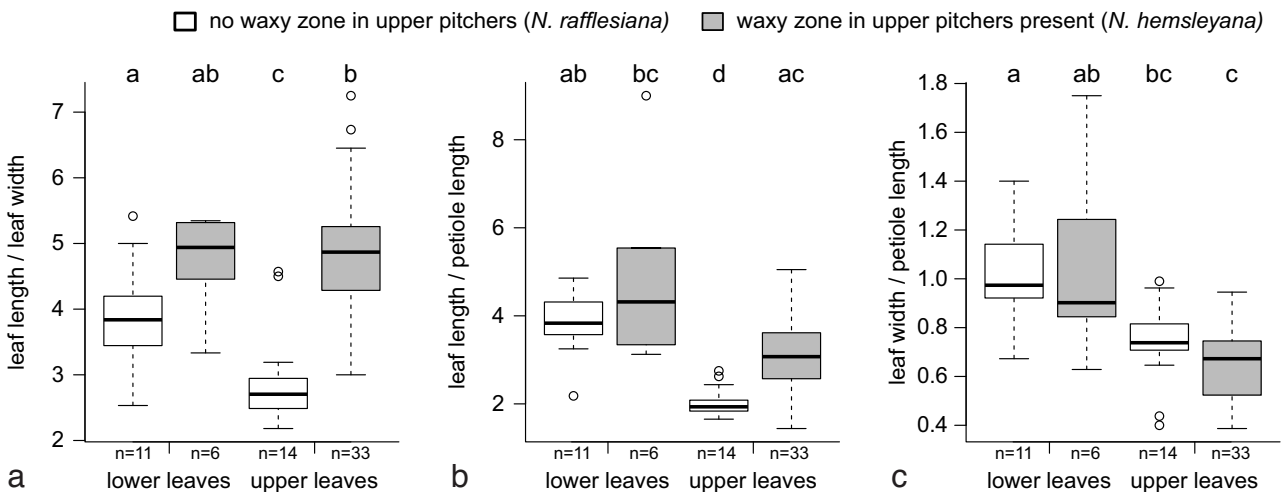 no waxy zone in upper pitchers (N. rafflesiana) waxy zone in upper pitchers present (N. hemsleyana)
a ab c b
leaf length / leaf width
7
6
5
4
3
2
n=11 n=6 n=14 n=33
lower leaves upper leaves
a
ab bc d ac
leaf length / petiole length
8
6
4
2
n=11 n=6 n=14 n=33
lower leaves upper leaves
b
a ab bc c
leaf width / petiole length
1.8
1.6
1.4
1.2
1.0
0.8
0.6
0.4
n=11 n=6 n=14 n=33
lower leaves upper leaves
c